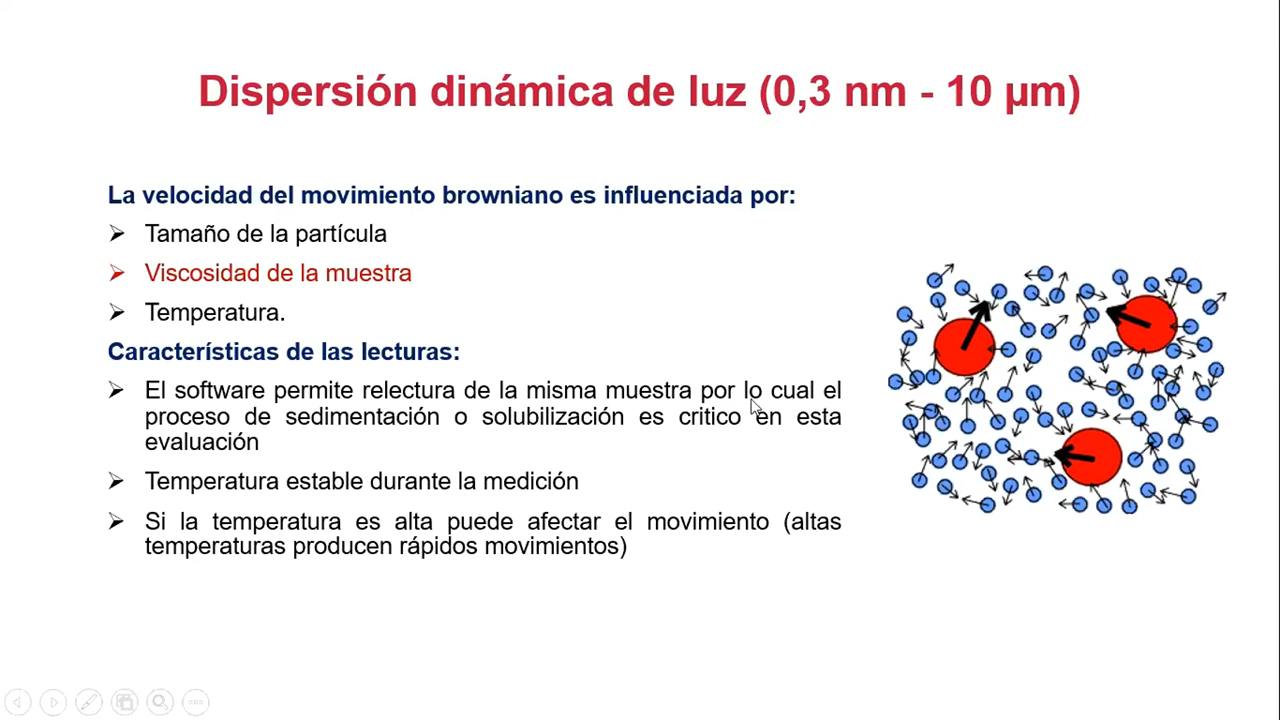 Dispersión dinámica de luz (0,3 nm - 10 µm)
La velocidad del movimiento browniano es influenciada por:
Tamaño de la partícula
Viscosidad de la muestra
Temperatura.
Características de las lecturas:
El software permite relectura de la misma muestra por lo cual el
proceso de sedimentación o solubilización es critico en esta
evaluación
Temperatura estable durante la medición
Si la temperatura es alta puede afectar el movimiento (altas
temperaturas producen rápidos movimientos)